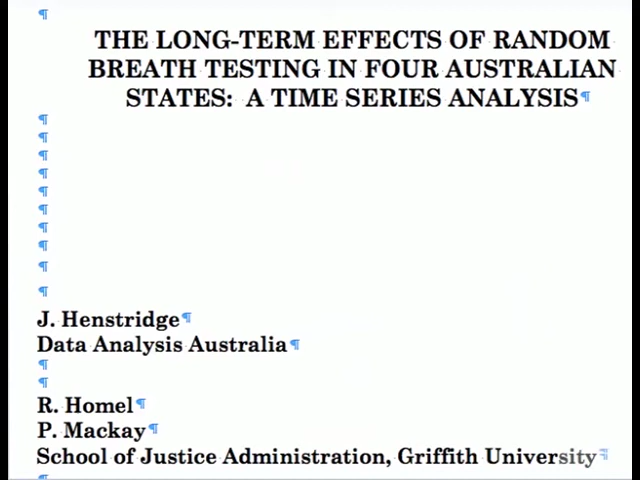 THE LONG-TERM EFFECTS OF RANDOM
BREATH TESTING IN FOUR AUSTRALIAN
STATES: A TIME SERIES ANALYSIS
J. Henstridge
Data Analysis Australia
R. Homel
P. Mackay
School of Justice Administration, Griffith University